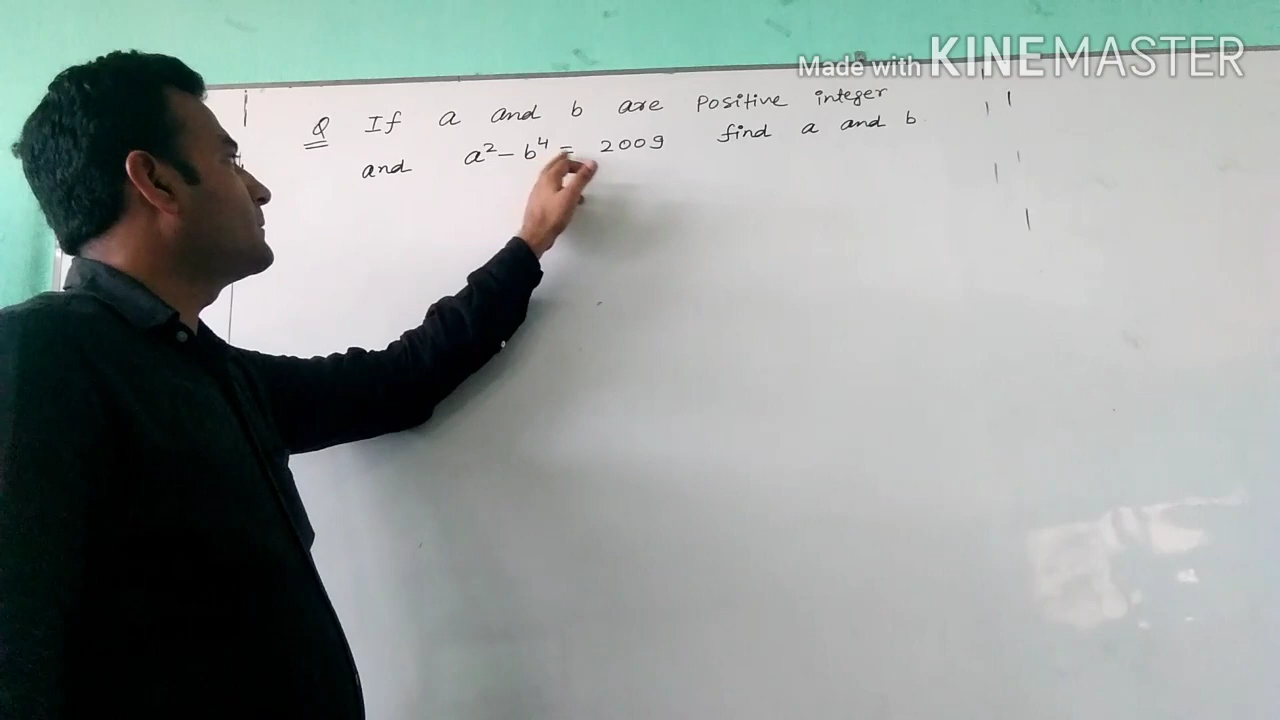 Made with KINEMASTER
Q If a and b are Positive integer
and a² – b⁴ = 2009 find a and b.